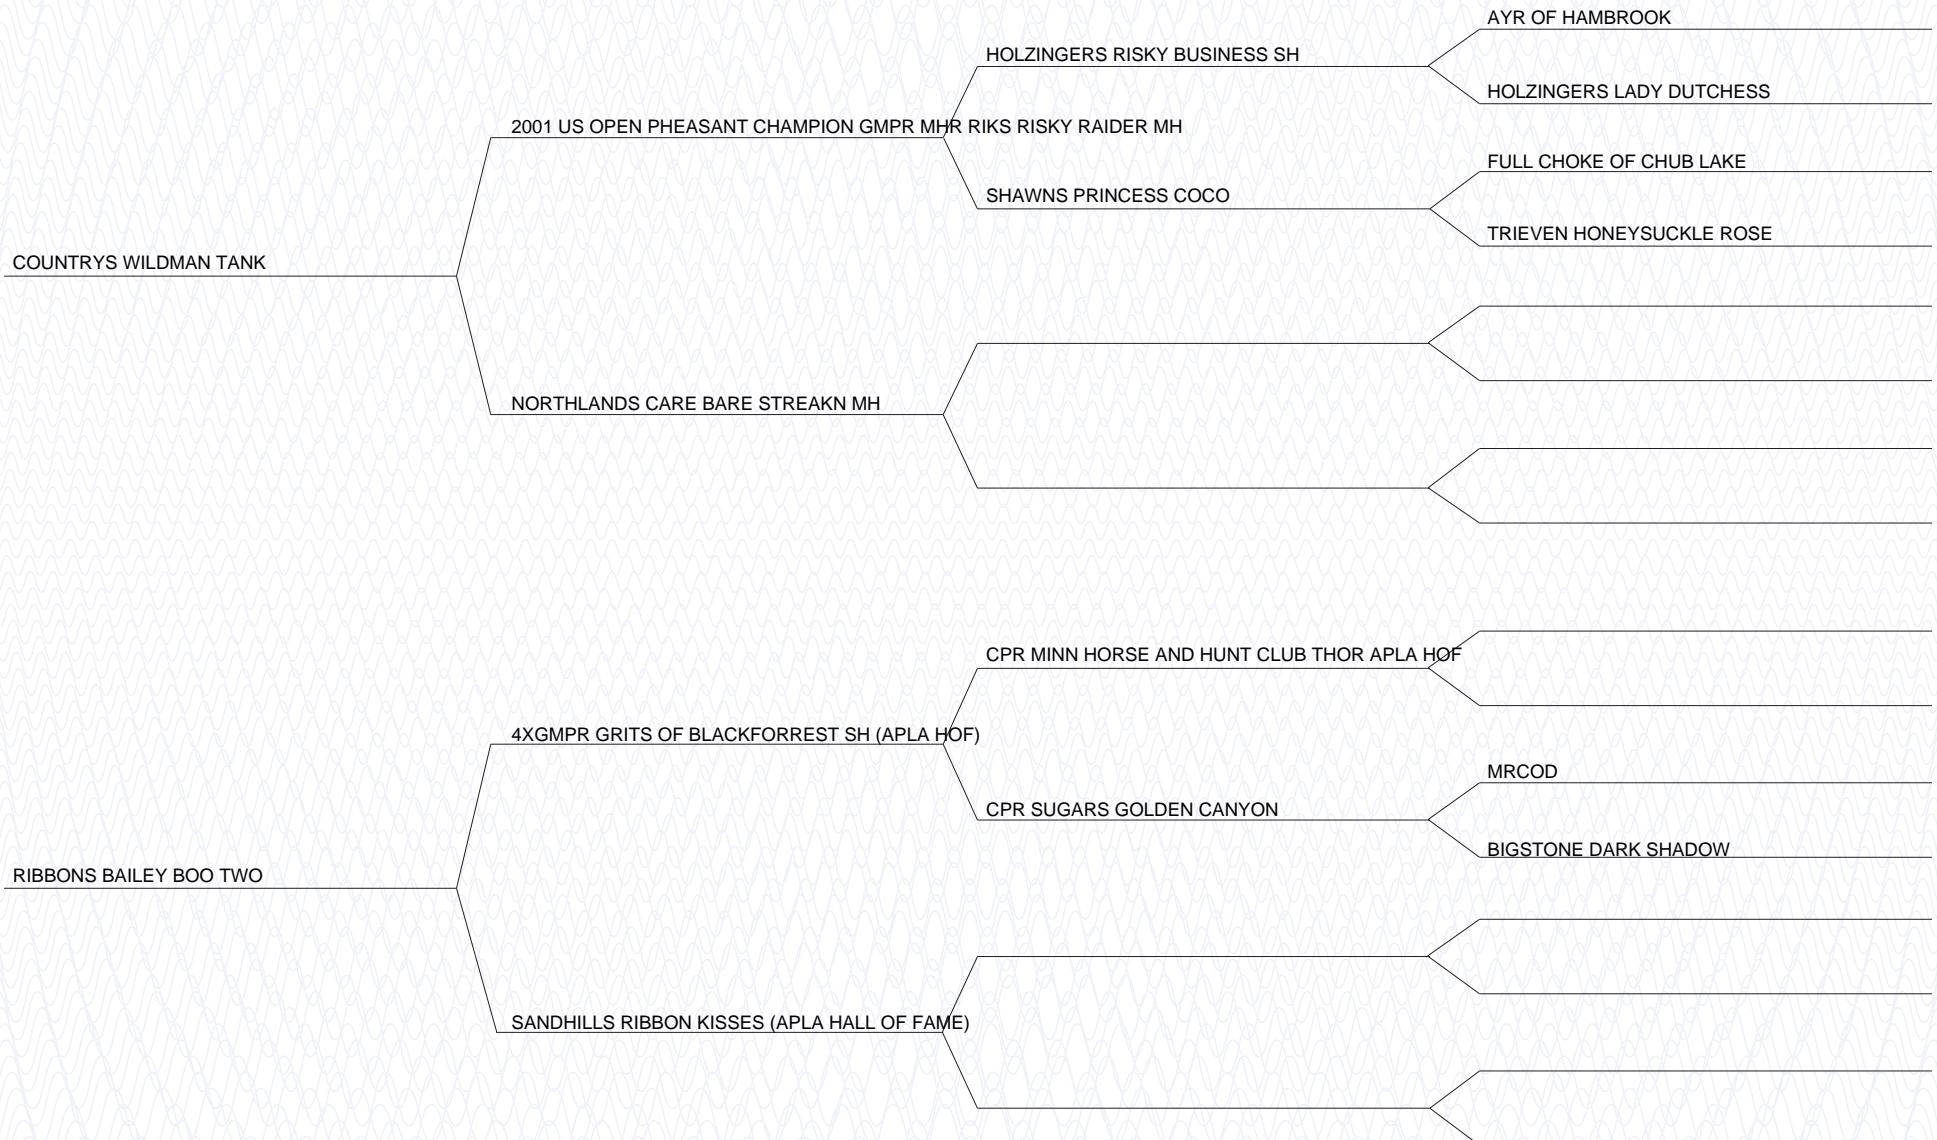 AYR OF HAMBROOK
HOLZINGERS RISKY BUSINESS SH
HOLZINGERS LADY DUTCHESS
2001 US OPEN PHEASANT CHAMPION GMPR MHR RIKS RISKY RAIDER MH
FULL CHOKE OF CHUB LAKE
SHAWNS PRINCESS COCO
TRIEVEN HONEYSUCKLE ROSE
COUNTRYS WILDMAN TANK
NORTHLANDS CARE BARE STREAKN MH
CPR MINN HORSE AND HUNT CLUB THOR APLA HOF
4XGMPR GRITS OF BLACKFORREST SH (APLA HOF)
MRCOD
CPR SUGARS GOLDEN CANYON
BIGSTONE DARK SHADOW
RIBBONS BAILEY BOO TWO
SANDHILLS RIBBON KISSES (APLA HALL OF FAME)